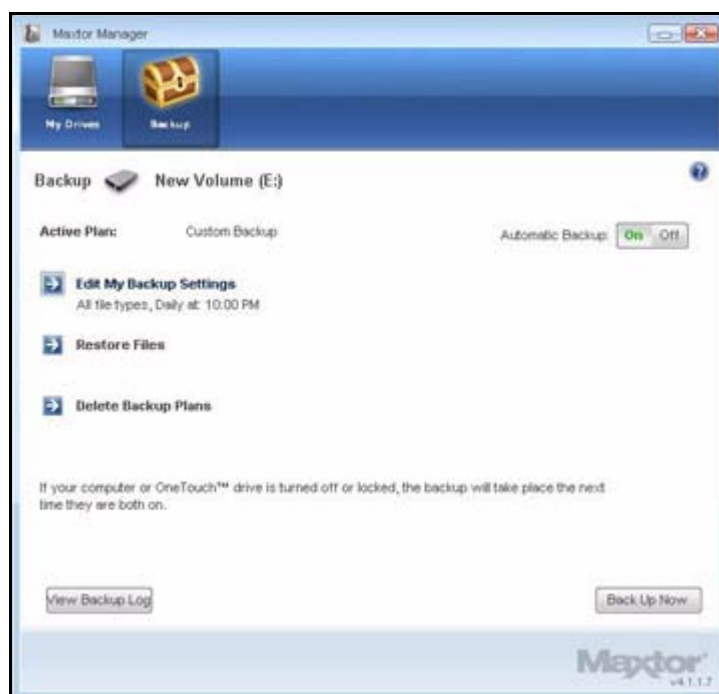 Maxtor Manager
My Drives Backup
Backup New Volume (E:)
Active Plan: Custom Backup Automatic Backup: On Off
Edit My Backup Settings
All file types, Daily at: 10:00 PM
Restore Files
Delete Backup Plans
If your computer or OneTouch™ drive is turned off or locked, the backup will take place the next
time they are both on.
View Backup Log Back Up Now
Maxtor
v4.1.1.7